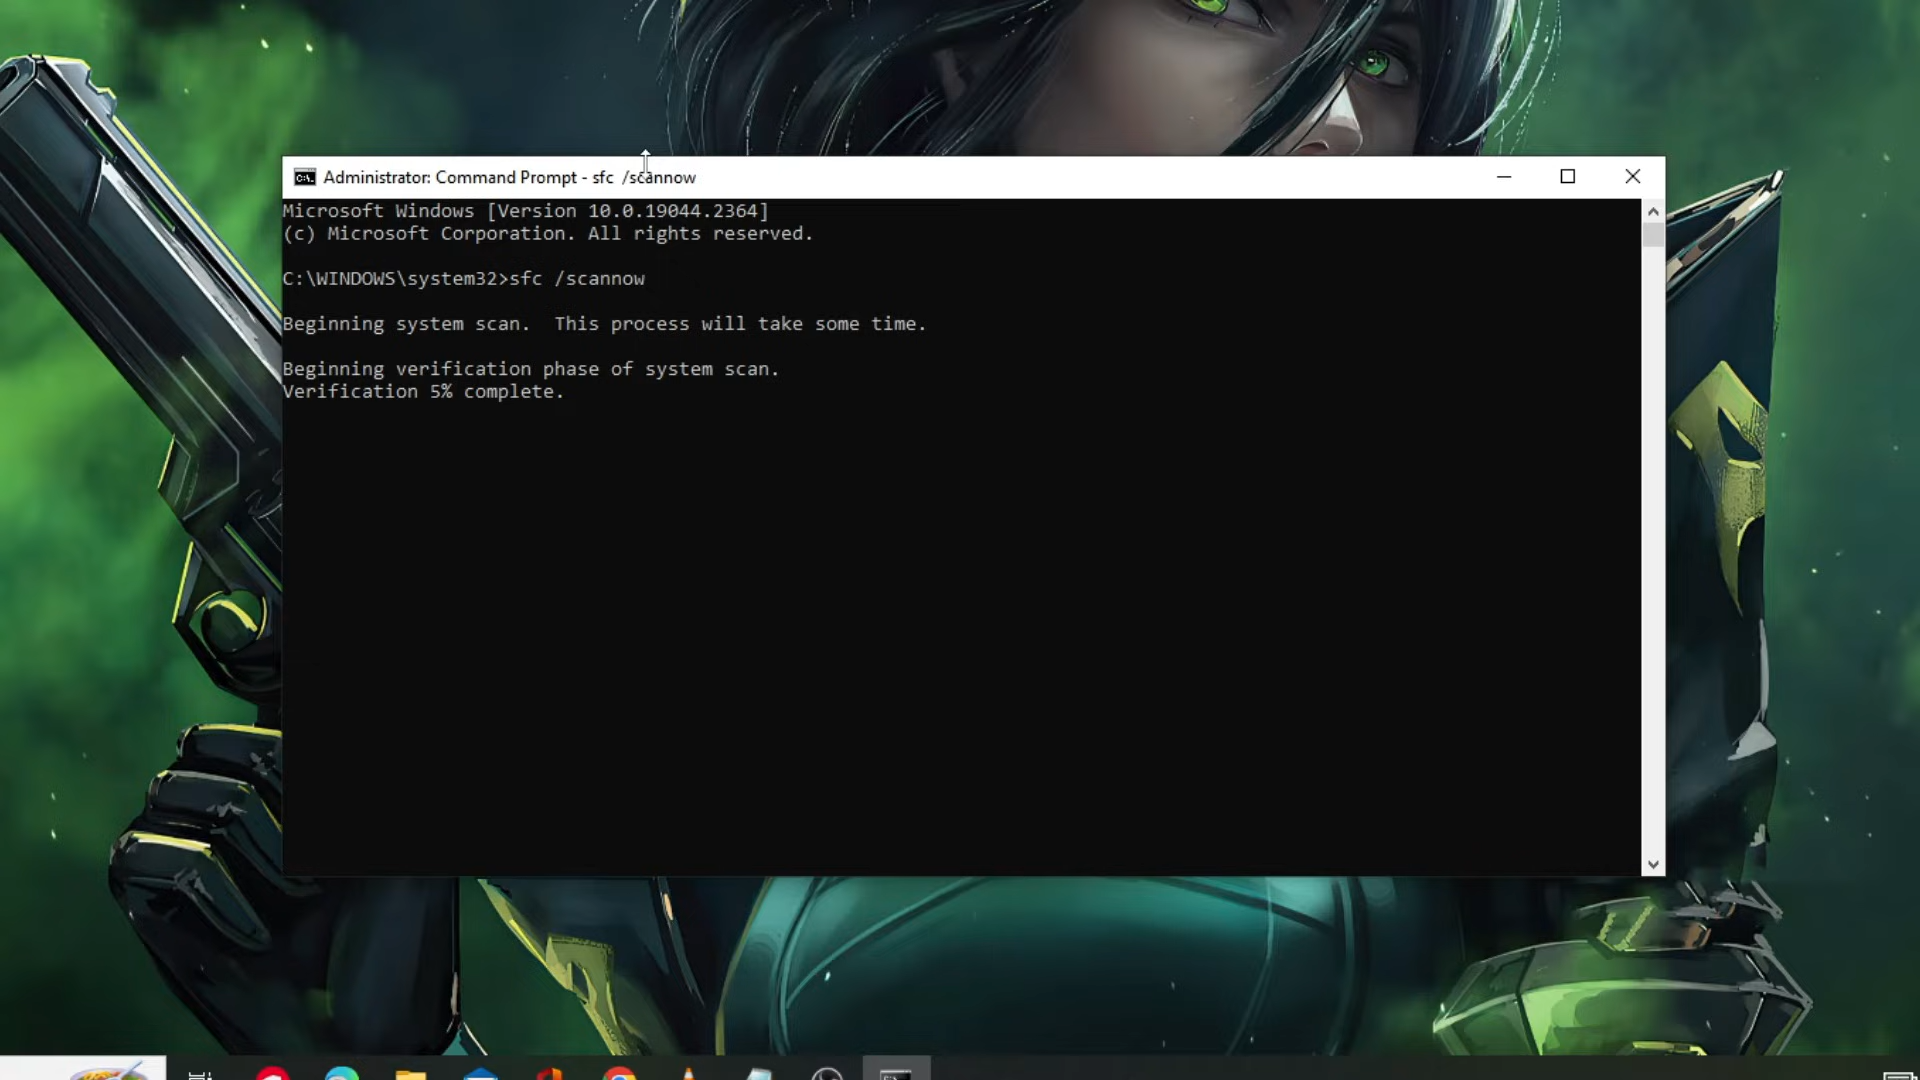 Administrator: Command Prompt - sfc  /scannow
Microsoft Windows [Version 10.0.19044.2364]
(c) Microsoft Corporation. All rights reserved.
C:\WINDOWS\system32>sfc /scannow
Beginning system scan.  This process will take some time.
Beginning verification phase of system scan.
Verification 5% complete.